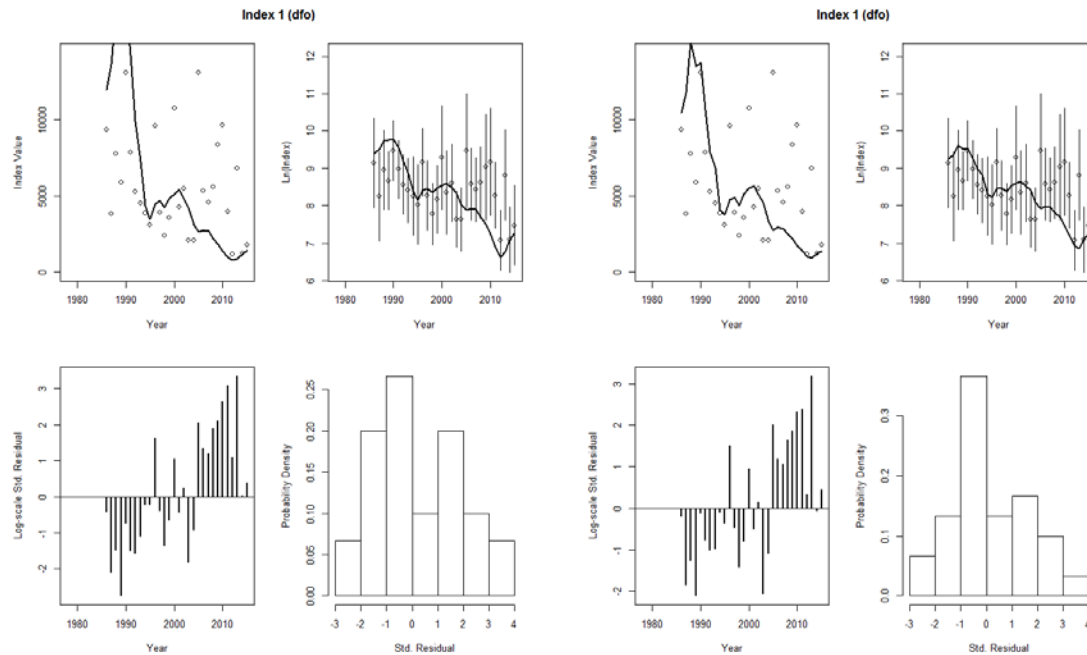 Index 1 (dfo)
Index Value
10000
5000
0
1980 1990 2000 2010
Year
Ln(Index)
12
11
10
9
8
7
6
1980 1990 2000 2010
Year
Log-scale Std. Residual
3
2
1
0
-1
-2
1980 1990 2000 2010
Year
Probability Density
0.25
0.20
0.15
0.10
0.05
0.00
-3 -2 -1 0 1 2 3 4
Std. Residual
Index 1 (dfo)
Index Value
10000
5000
0
1980 1990 2000 2010
Year
Ln(Index)
12
11
10
9
8
7
6
1980 1990 2000 2010
Year
Log-scale Std. Residual
3
2
1
0
-1
-2
1980 1990 2000 2010
Year
Probability Density
0.3
0.2
0.1
0.0
-3 -2 -1 0 1 2 3 4
Std. Residual